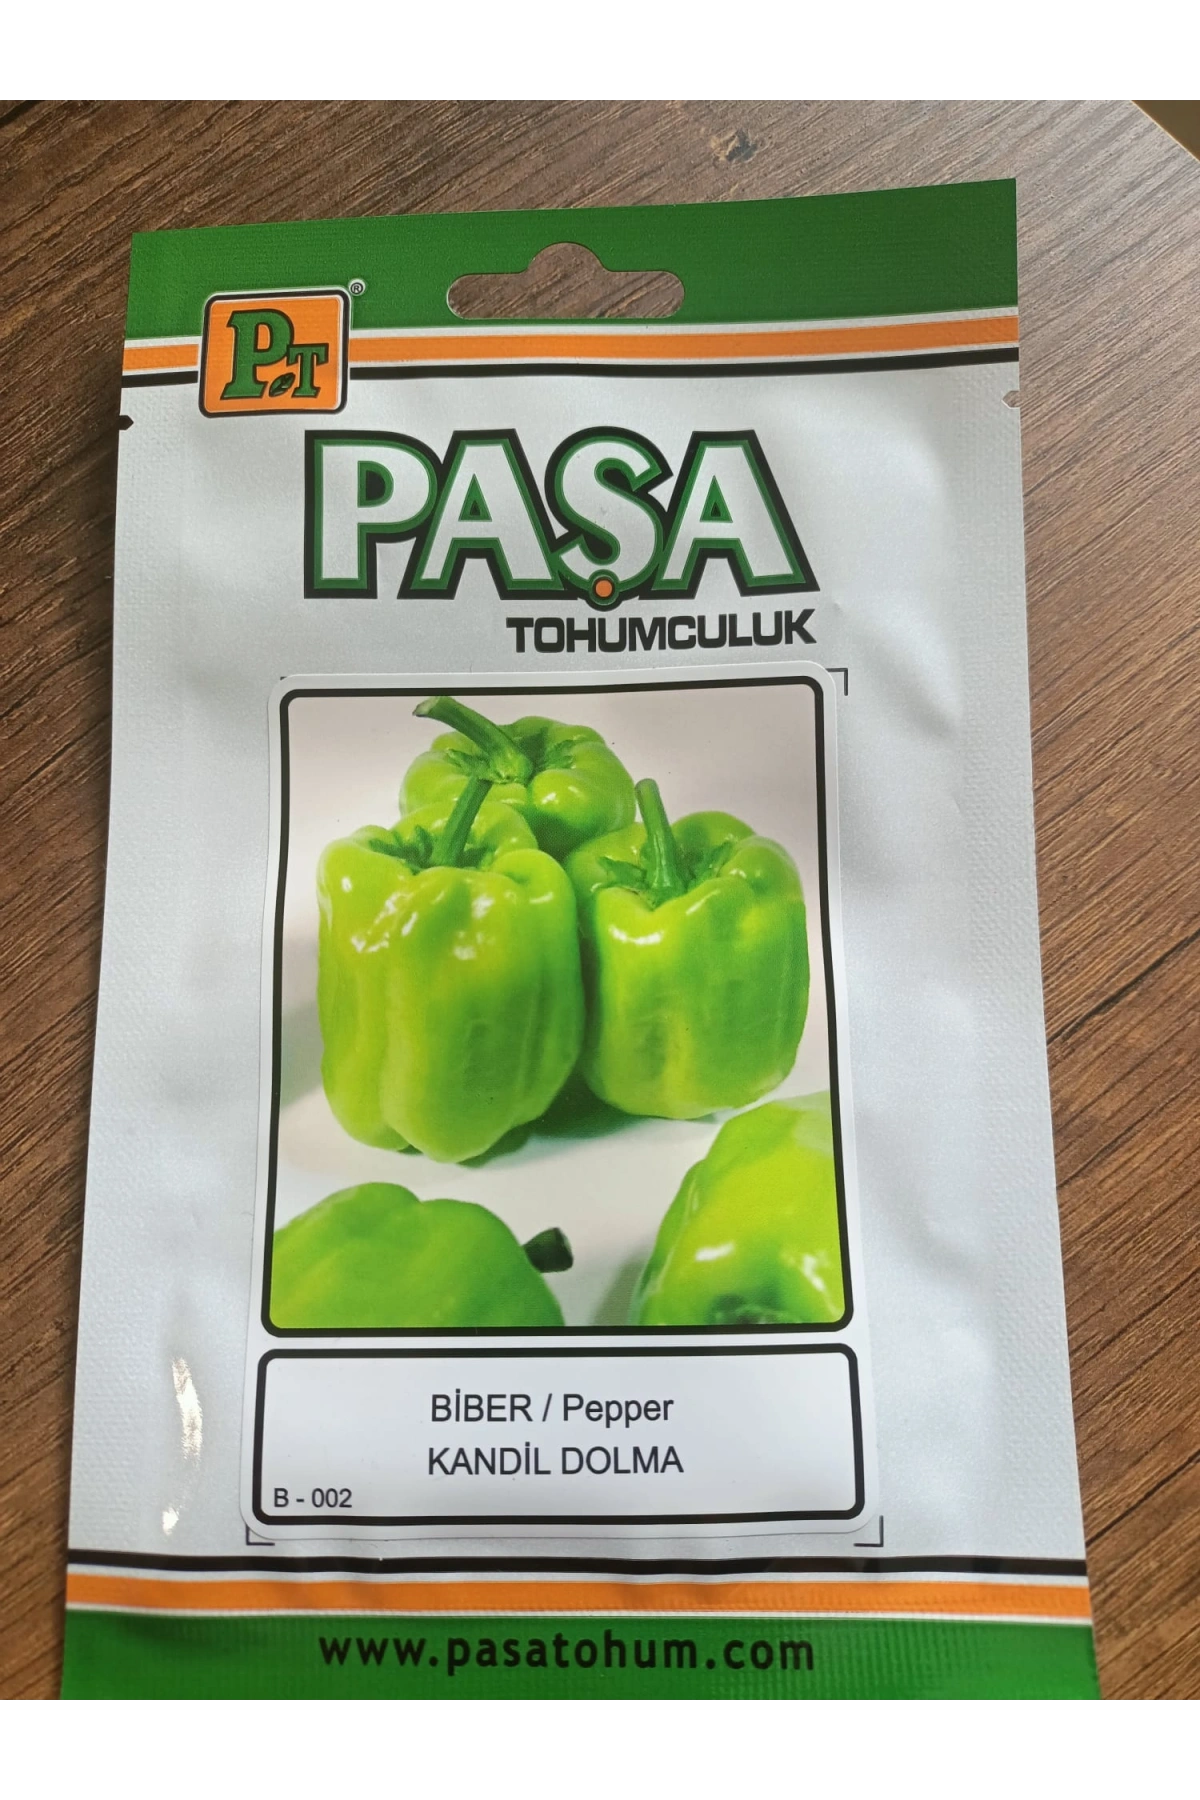 PT®
PAŞA
TOHUMCULUK
BİBER / Pepper
KANDİL DOLMA
B - 002
www.pasatohum.com